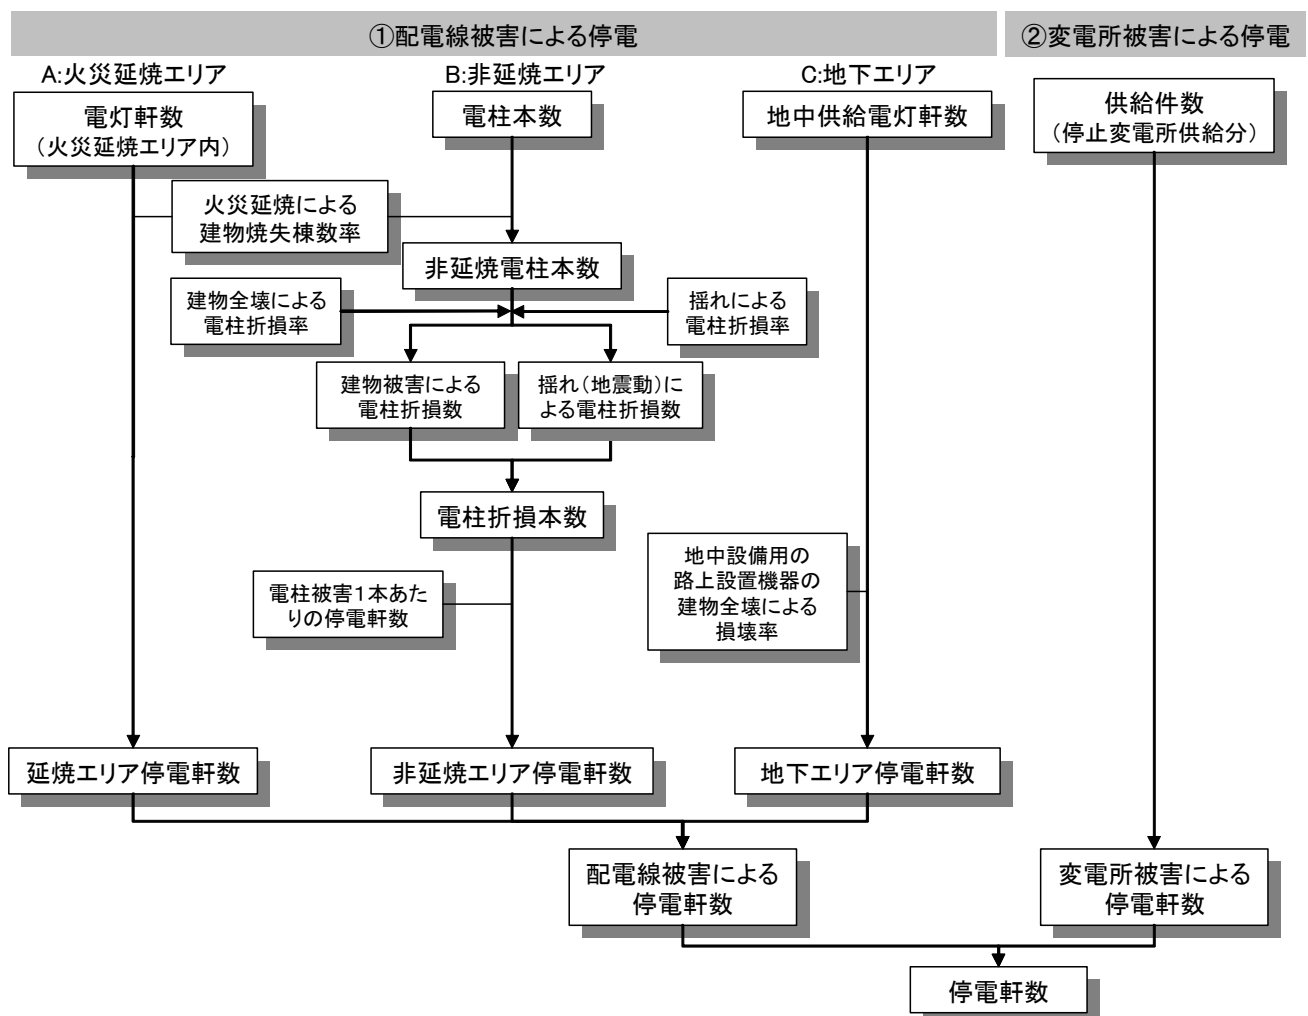 ①配電線被害による停電
②変電所被害による停電
A:火災延焼エリア
B:非延焼エリア
C:地下エリア
電灯軒数
（火災延焼エリア内）
電柱本数
地中供給電灯軒数
供給件数
（停止変電所供給分）
火災延焼による
建物焼失棟数率
非延焼電柱本数
建物全壊による
電柱折損率
揺れによる
電柱折損率
建物被害による
電柱折損数
揺れ（地震動）に
よる電柱折損数
電柱折損本数
電柱被害１本あた
りの停電軒数
地中設備用の
路上設置機器の
建物全壊による
損壊率
延焼エリア停電軒数
非延焼エリア停電軒数
地下エリア停電軒数
配電線被害による
停電軒数
変電所被害による
停電軒数
停電軒数